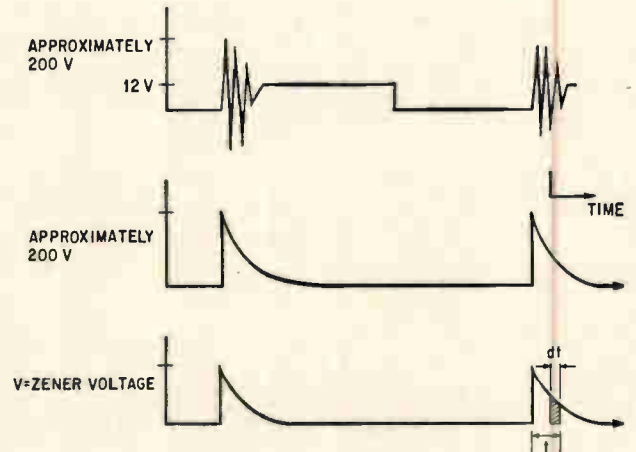 APPROXIMATELY
200 V
12 V
TIME
APPROXIMATELY
200 V
dt
V=ZENER VOLTAGE
t